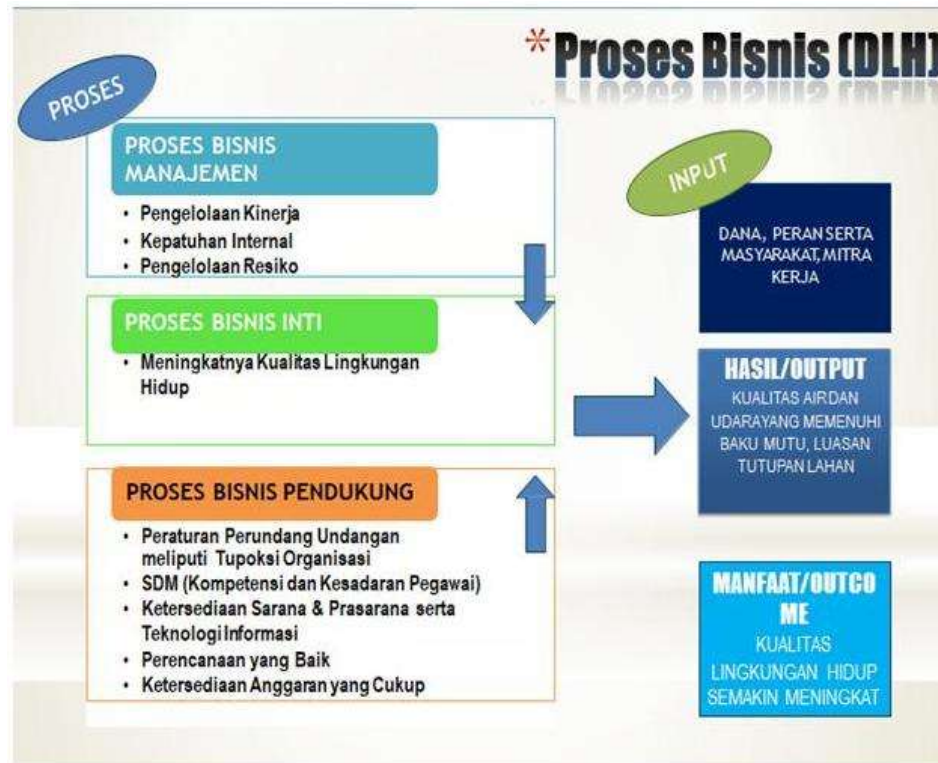 * Proses Bisnis (DLH)
PROSES
PROSES BISNIS
MANAJEMEN
• Pengelolaan Kinerja
• Kepatuhan Internal
• Pengelolaan Resiko
PROSES BISNIS INTI
• Meningkatnya Kualitas Lingkungan
Hidup
PROSES BISNIS PENDUKUNG
• Peraturan Perundang Undangan
meliputi Tupoksi Organisasi
• SDM (Kompetensi dan Kesadaran Pegawai)
• Ketersediaan Sarana & Prasarana serta
Teknologi Informasi
• Perencanaan yang Baik
• Ketersediaan Anggaran yang Cukup
INPUT
DANA, PERAN SERTA
MASYARAKAT, MITRA
KERJA
HASIL/OUTPUT
KUALITAS AIRDAN
UDARAYANG MEMENUHI
BAKU MUTU, LUASAN
TUTUPAN LAHAN
MANFAAT/OUTCO
ME
KUALITAS
LINGKUNGAN HIDUP
SEMAKIN MENINGKAT